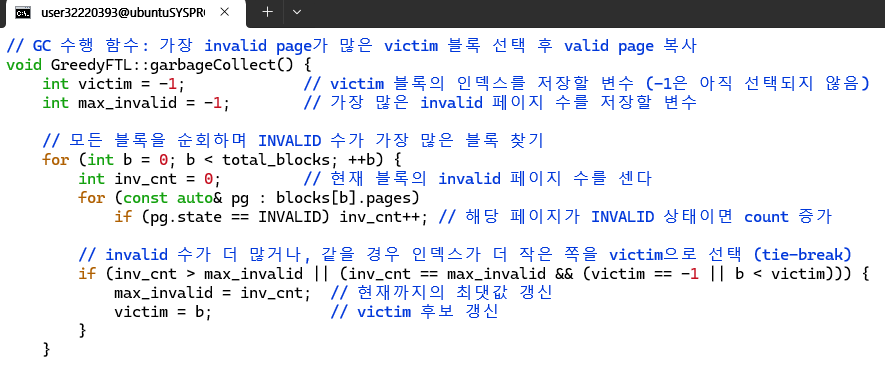 user32220393@ubuntuSYSPR
// GC 수행 함수: 가장 invalid page가 많은 victim 블록 선택 후 valid page 복사
void GreedyFTL::garbageCollect() {
    int victim = -1;             // victim 블록의 인덱스를 저장할 변수 (-1은 아직 선택되지 않음)
    int max_invalid = -1;        // 가장 많은 invalid 페이지 수를 저장할 변수
    // 모든 블록을 순회하며 INVALID 수가 가장 많은 블록 찾기
    for (int b = 0; b < total_blocks; ++b) {
        int inv_cnt = 0;         // 현재 블록의 invalid 페이지 수를 센다
        for (const auto& pg : blocks[b].pages)
            if (pg.state == INVALID) inv_cnt++; // 해당 페이지가 INVALID 상태이면 count 증가
        // invalid 수가 더 많거나, 같을 경우 인덱스가 더 작은 쪽을 victim으로 선택 (tie-break)
        if (inv_cnt > max_invalid || (inv_cnt == max_invalid && (victim == -1 || b < victim))) {
            max_invalid = inv_cnt;  // 현재까지의 최댓값 갱신
            victim = b;             // victim 후보 갱신
        }
    }